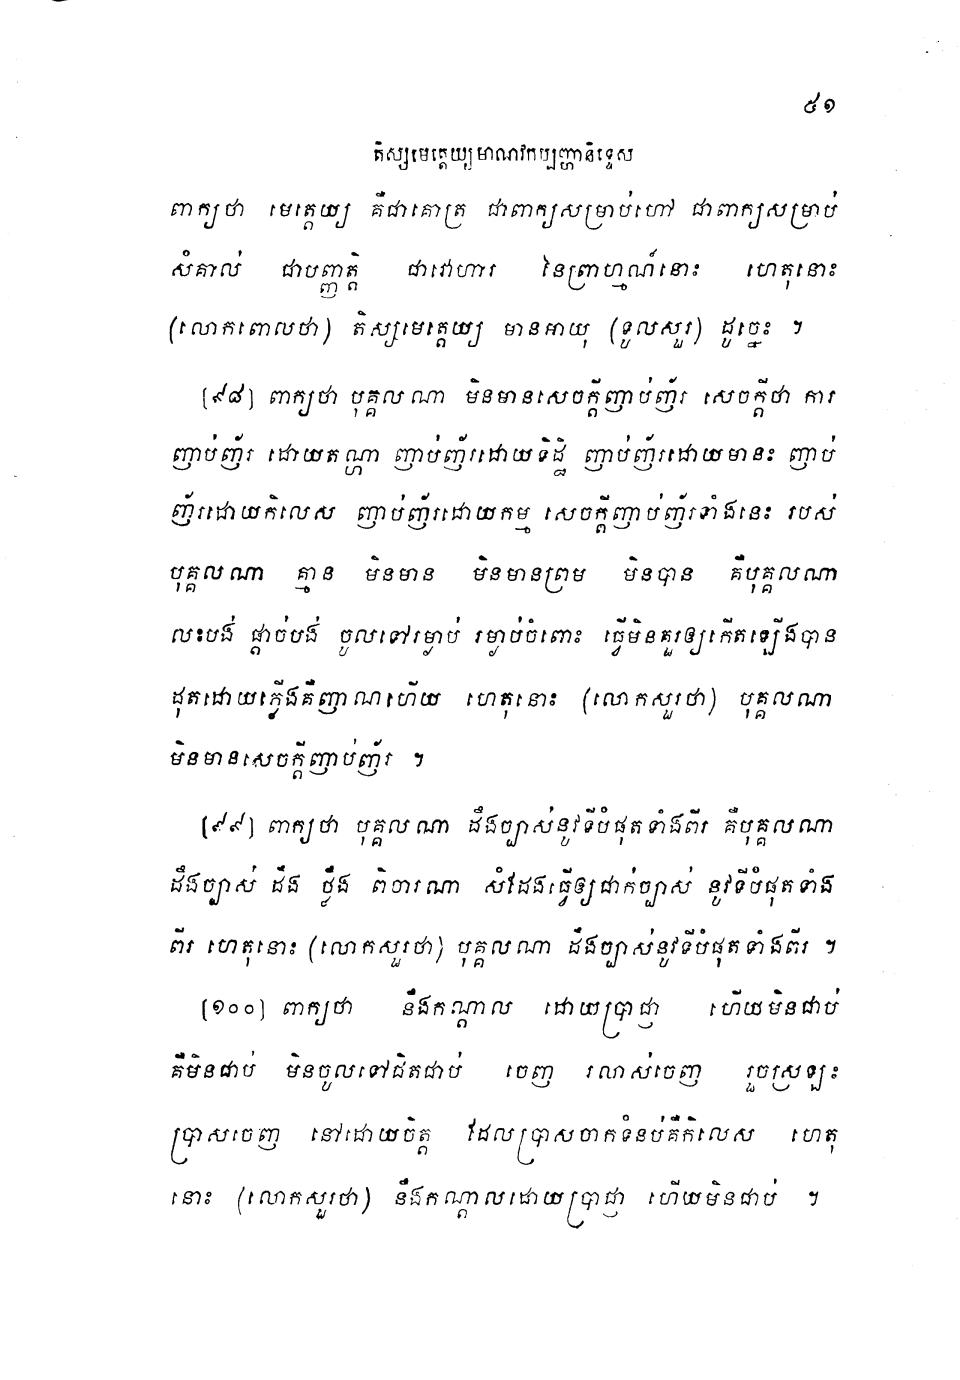 ៥១
តិស្សមេត្តេយ្យមាណវកប្បញ្ហានិទ្ទេស
ពាក្យថា មេត្តេយ្យ គឺជាគោត្រ ជាពាក្យសម្រាប់ហៅ ជាពាក្យសម្រាប់
សំគាល់ ជាបញ្ញត្តិ ជាវោហារ នៃព្រាហ្មណ៍នោះ ហេតុនោះ
(លោកពោលថា) តិស្សមេត្តេយ្យ មានអាយុ (ទូលសួរ) ដូច្នេះ ។
(៩៨) ពាក្យថា បុគ្គលណា មិនមានសេចក្តីញាប់ញ័រ សេចក្តីថា ការ
ញាប់ញ័រ ដោយតណ្ហា ញាប់ញ័រដោយទិដ្ឋិ ញាប់ញ័រដោយមានះ ញាប់
ញ័រដោយកិលេស ញាប់ញ័រដោយកម្ម សេចក្តីញាប់ញ័រទាំងនេះ របស់
បុគ្គលណា គ្មាន មិនមាន មិនមានព្រម មិនបាន គឺបុគ្គលណា
លះបង់ ផ្តាច់បង់ ចូលទៅរម្ងាប់ រម្ងាប់ចំពោះ ធ្វើមិនគួរឲ្យកើតឡើងបាន
ដុតដោយភ្លើងគឺញាណហើយ ហេតុនោះ (លោកសួរថា) បុគ្គលណា
មិនមានសេចក្តីញាប់ញ័រ ។
(៩៩) ពាក្យថា បុគ្គលណា ដឹងច្បាស់នូវទីបំផុតទាំងពីរ គឺបុគ្គលណា
ដឹងច្បាស់ ដឹង ថ្លឹង ពិចារណា សំដែងធ្វើឲ្យជាក់ច្បាស់ នូវទីបំផុតទាំង
ពីរ ហេតុនោះ (លោកសួរថា) បុគ្គលណា ដឹងច្បាស់នូវទីបំផុតទាំងពីរ ។
(១០០) ពាក្យថា នឹងកណ្តាល ដោយប្រាជ្ញា ហើយមិនជាប់
គឺមិនជាប់ មិនចូលទៅជិតជាប់ ចេញ រលាស់ចេញ រួចស្រឡះ
ប្រាសចេញ នៅដោយចិត្ត ដែលប្រាសចាកទំនប់គឺកិលេស ហេតុ
នោះ (លោកសួរថា) នឹងកណ្តាលដោយប្រាជ្ញា ហើយមិនជាប់ ។